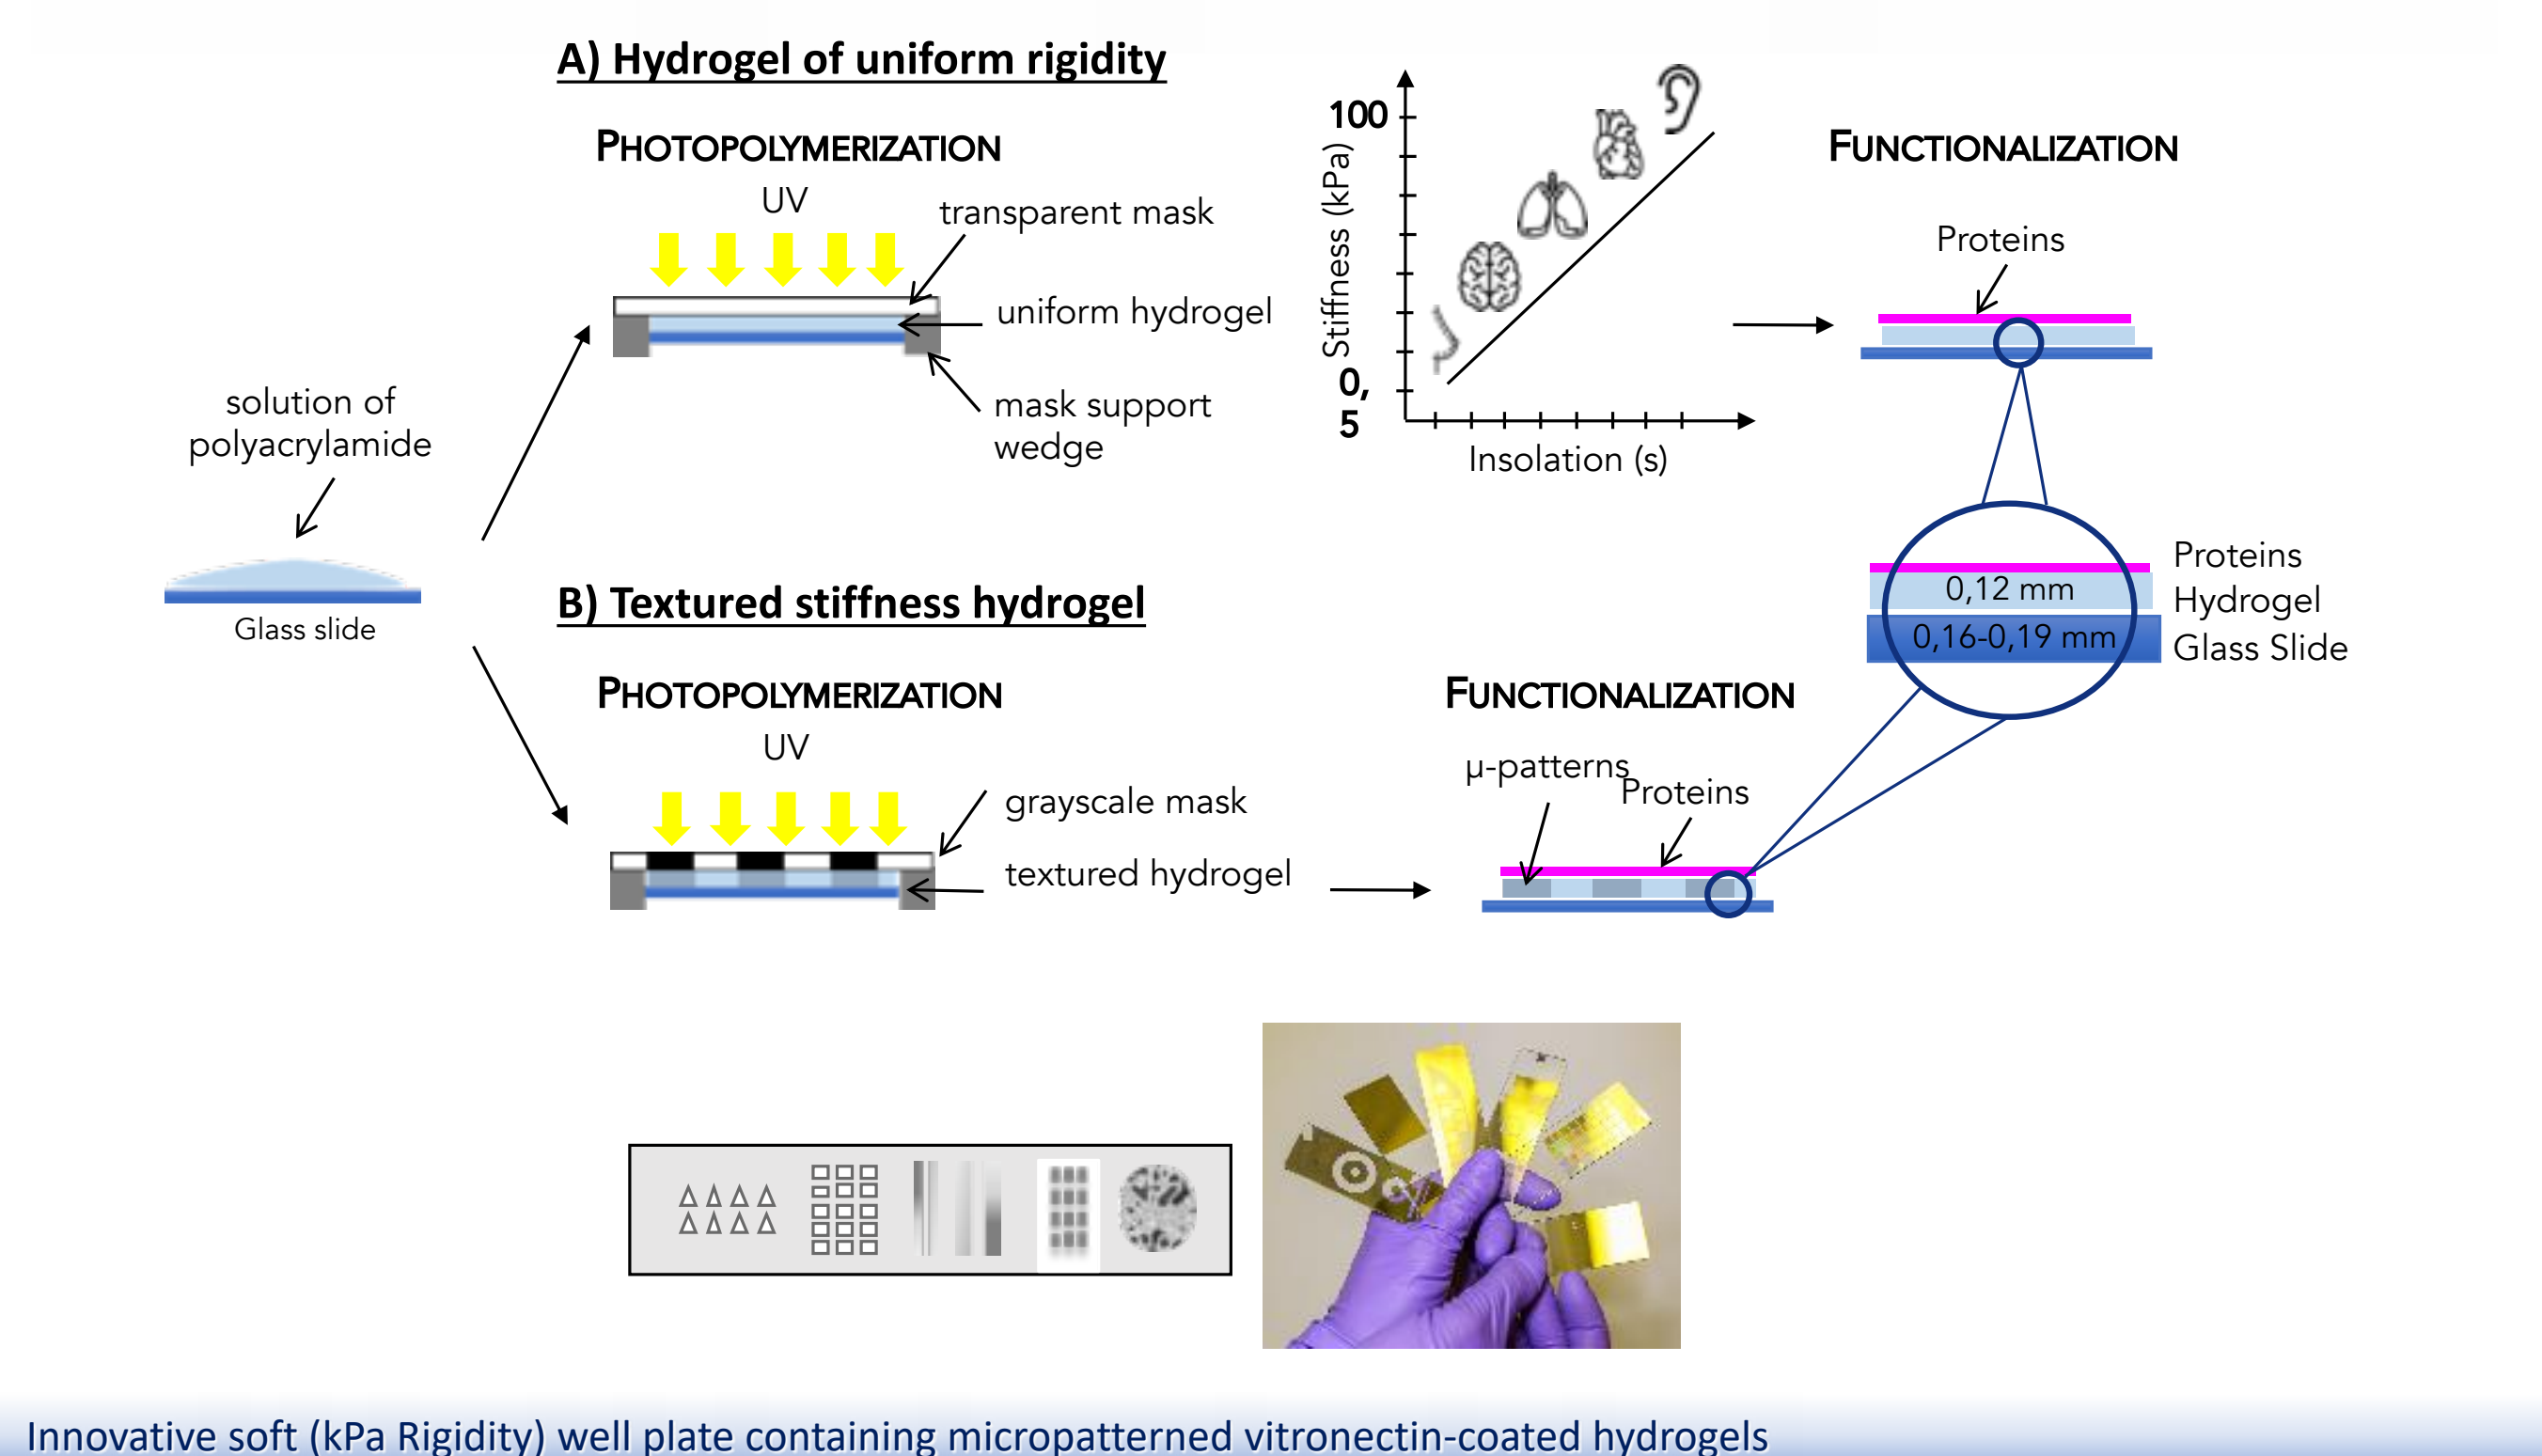 A) Hydrogel of uniform rigidity
PHOTOPOLYMERIZATION
UV
transparent mask
uniform hydrogel
mask support
wedge
solution of
polyacrylamide
Glass slide
Stiffness (kPa)
100
0,
5
Insolation (s)
FUNCTIONALIZATION
Proteins
Proteins
0,12 mm
Hydrogel
0,16-0,19 mm
Glass Slide
B) Textured stiffness hydrogel
PHOTOPOLYMERIZATION
UV
grayscale mask
textured hydrogel
FUNCTIONALIZATION
µ-patterns
Proteins
Innovative soft (kPa Rigidity) well plate containing micropatterned vitronectin-coated hydrogels